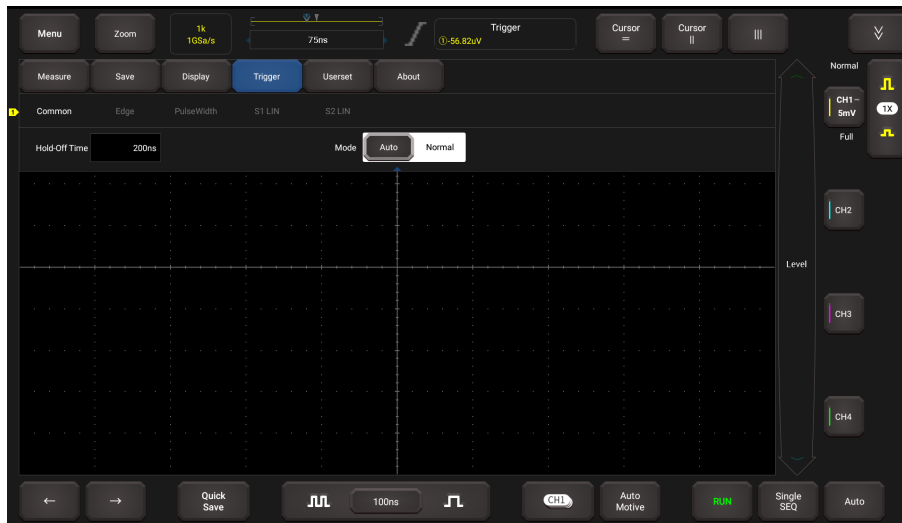 Menu
Zoom
1k
1GSa/s
75ns
Trigger
①-56.82uV
Cursor
=
Cursor
||
|||
Measure
Save
Display
Trigger
Userset
About
Normal
CH1
5mV
Full
1X
1
Common
Edge
PulseWidth
S1 LIN
S2 LIN
Hold-Off Time
200ns
Mode
Auto
Normal
CH2
Level
CH3
CH4
←
→
Quick
Save
100ns
CH1
Auto
Motive
RUN
Single
SEQ
Auto